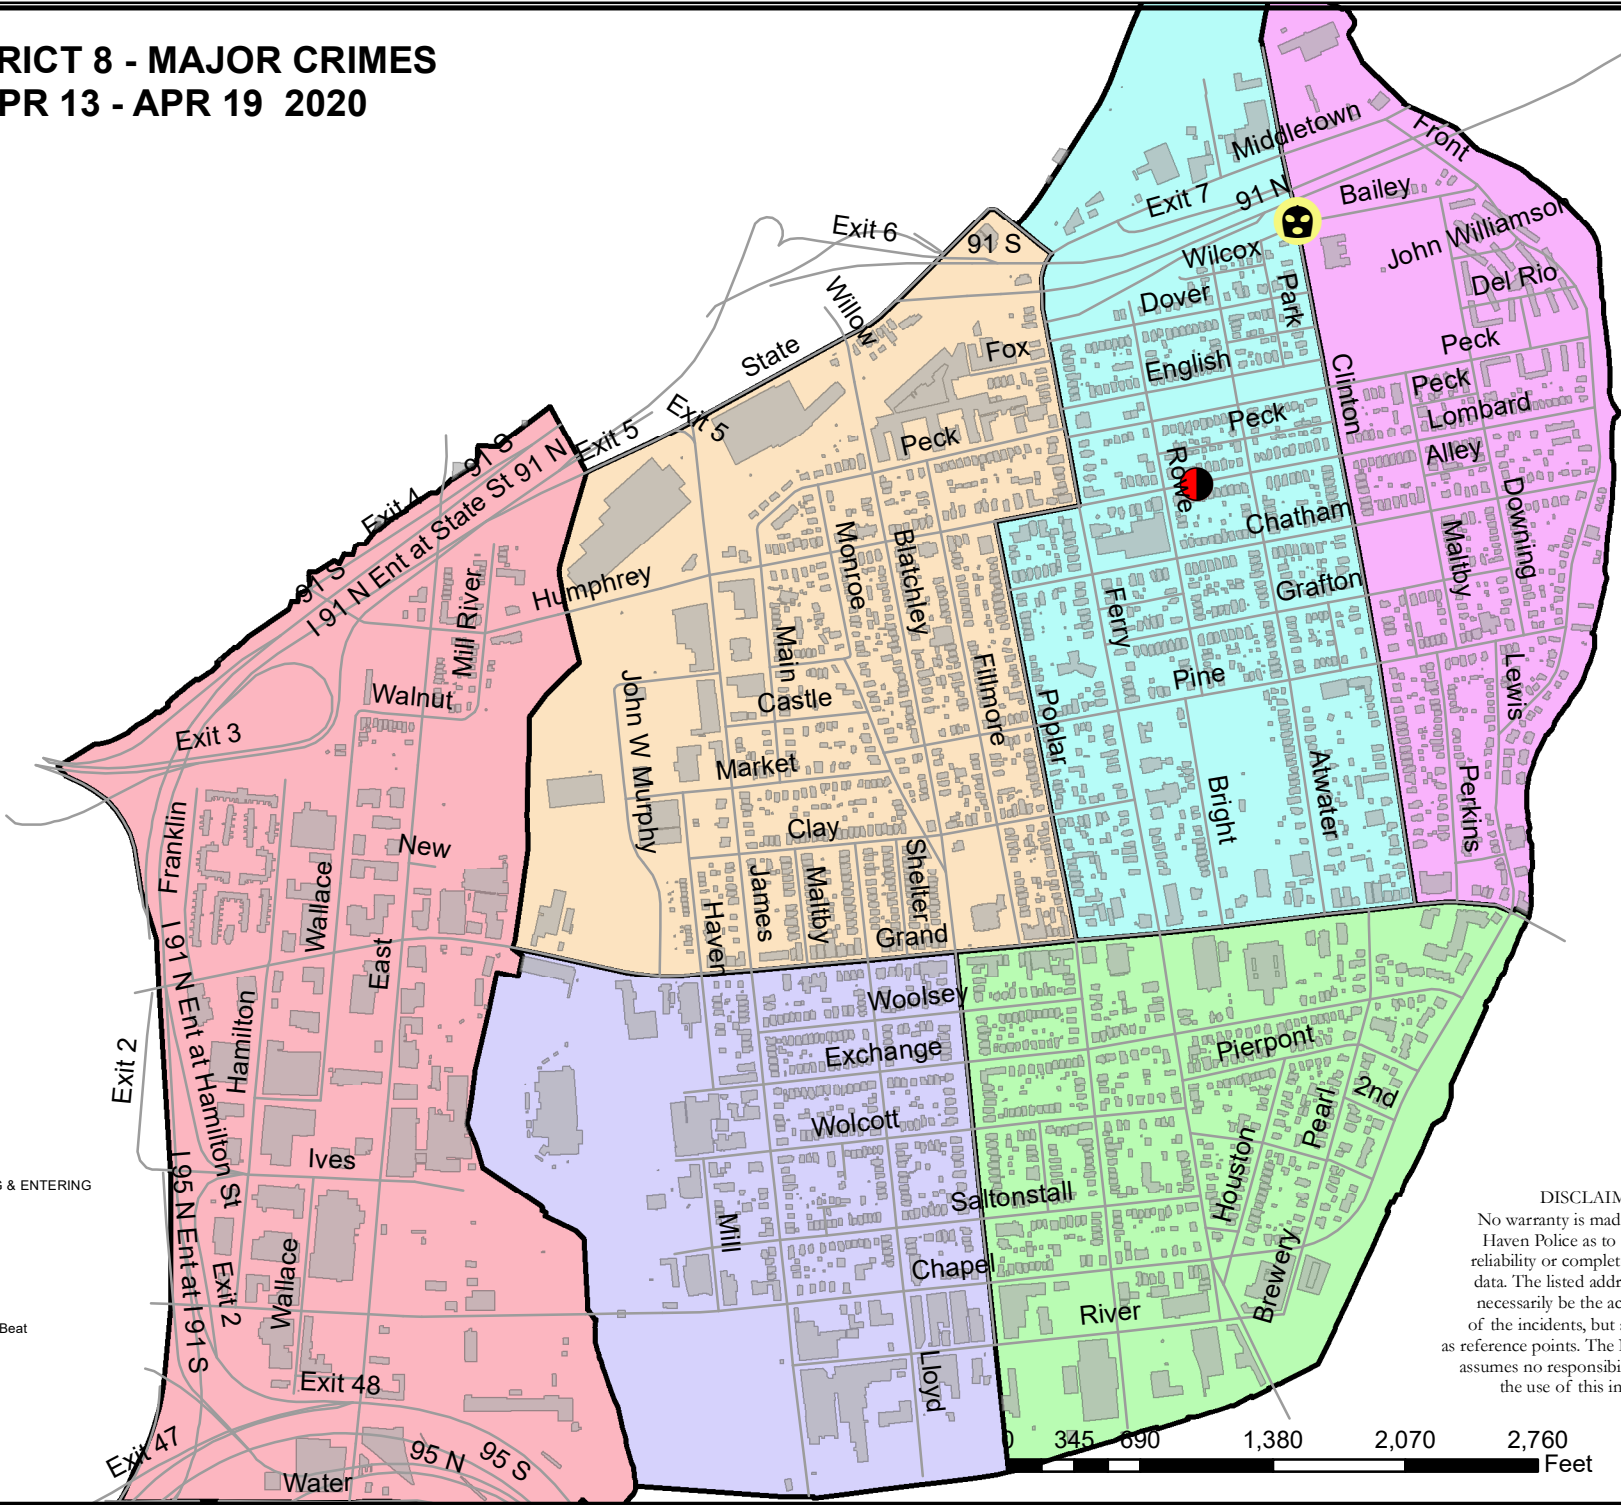 RICT 8 - MAJOR CRIMES
PR 13 - APR 19 2020
Middletown
Front
Exit 7
91 N
Bailey
John Williamson
Exit 6
91 S
Wilcox
Del Rio
Willow
Dover
Park
State
Fox
English
Peck
Clinton
Peck
Lombard
Exit 5
Exit 5
Peck
Peck
Alley
91 S
I 91 N Ent at State St
91 N
Exit 4
Rowe
Chatham
Downing
Maltby
Monroe
Blatchley
91 S
Humphrey
Mill River
Grafton
Ferry
Main
Fillmore
Pine
Lewis
Walnut
Castle
John W Murphy
Poplar
Exit 3
Market
Bright
Atwater
Perkins
Franklin
New
Clay
Shelter
Wallace
James
Maltby
Haven
Grand
East
I 91 N Ent at Hamilton St
Hamilton
Woolsey
Exchange
Pierpont
Exit 2
2nd
Pearl
Wolcott
Houston
Ives
G & ENTERING
Saltonstall
I 95 N Ent at I 91 S
Mill
Chapel
Exit 2
Wallace
Brewery
River
Beat
Lloyd
Exit 48
Exit 47
95 N
95 S
Water
DISCLAIM
No warranty is mad
Haven Police as to
reliability or complet
data. The listed addr
necessarily be the ac
of the incidents, but
as reference points. The
assumes no responsibi
the use of this in
0 345 690 1,380 2,070 2,760
Feet